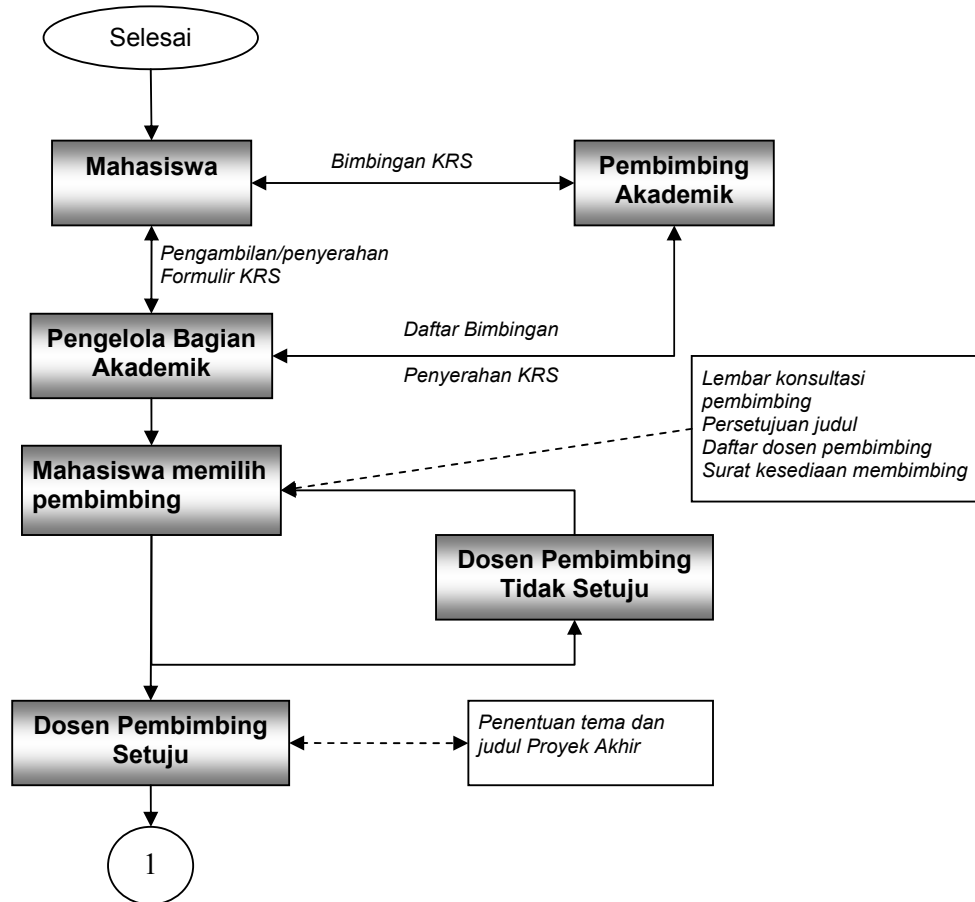 Selesai
Mahasiswa
Bimbingan KRS
Pembimbing
Akademik
Pengambilan/penyerahan
Formulir KRS
Pengelola Bagian
Akademik
Daftar Bimbingan
Penyerahan KRS
Lembar konsultasi
pembimbing
Persetujuan judul
Daftar dosen pembimbing
Surat kesediaan membimbing
Mahasiswa memilih
pembimbing
Dosen Pembimbing
Tidak Setuju
Dosen Pembimbing
Setuju
Penentuan tema dan
judul Proyek Akhir
1